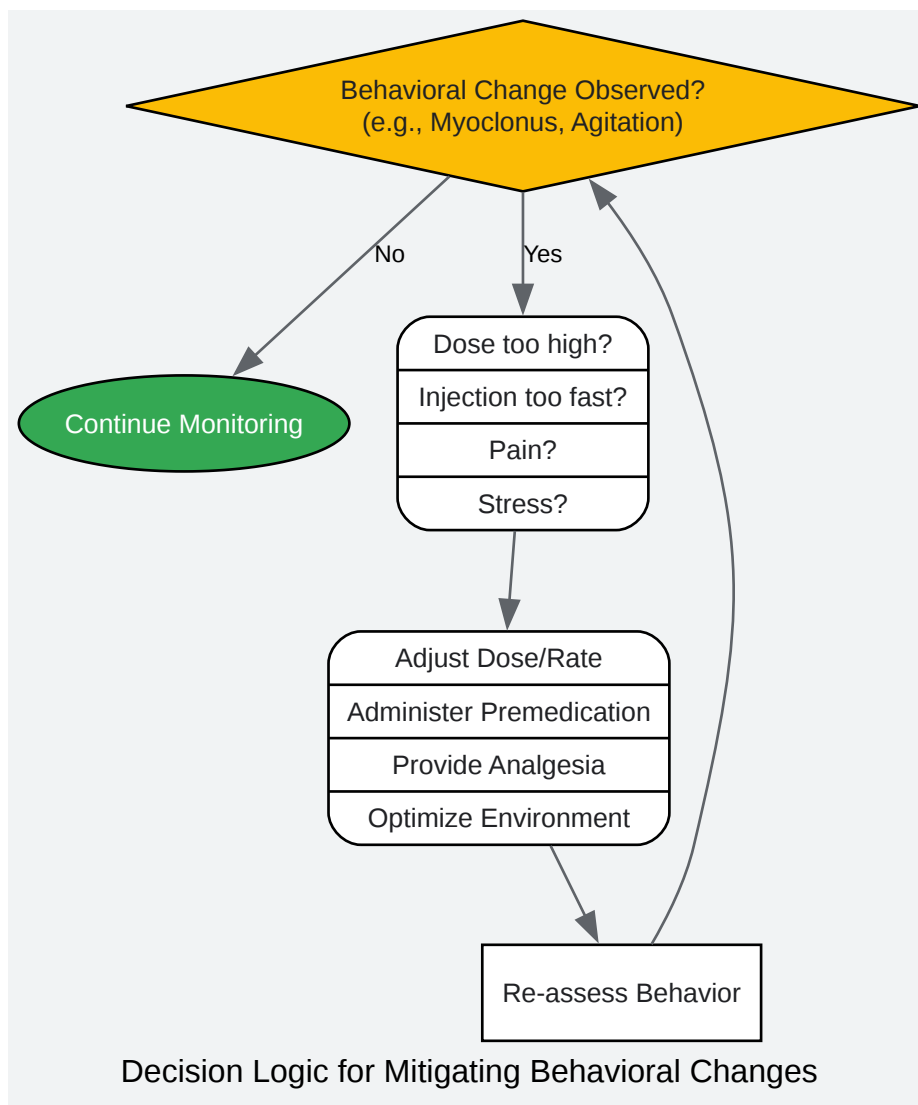 Behavioral Change Observed?
(e.g., Myoclonus, Agitation)
No
Yes
Dose too high?
Injection too fast?
Pain?
Stress?
Continue Monitoring
Adjust Dose/Rate
Administer Premedication
Provide Analgesia
Optimize Environment
Re-assess Behavior
Decision Logic for Mitigating Behavioral Changes